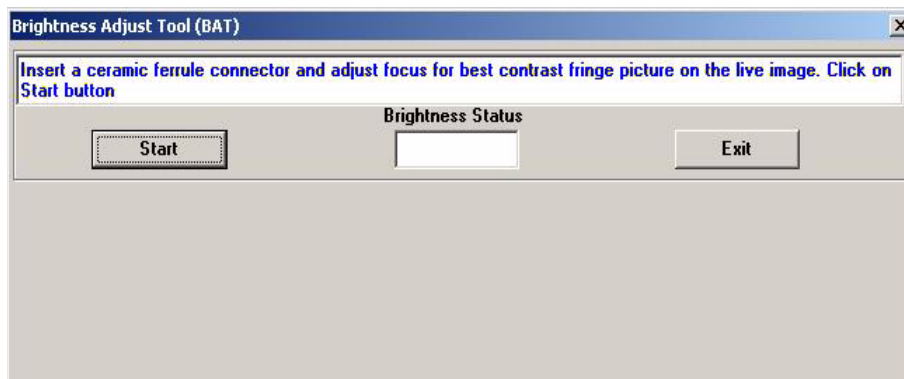 Brightness Adjust Tool (BAT)
Insert a ceramic ferrule connector and adjust focus for best contrast fringe picture on the live image. Click on
Start button
Brightness Status
Start
Exit